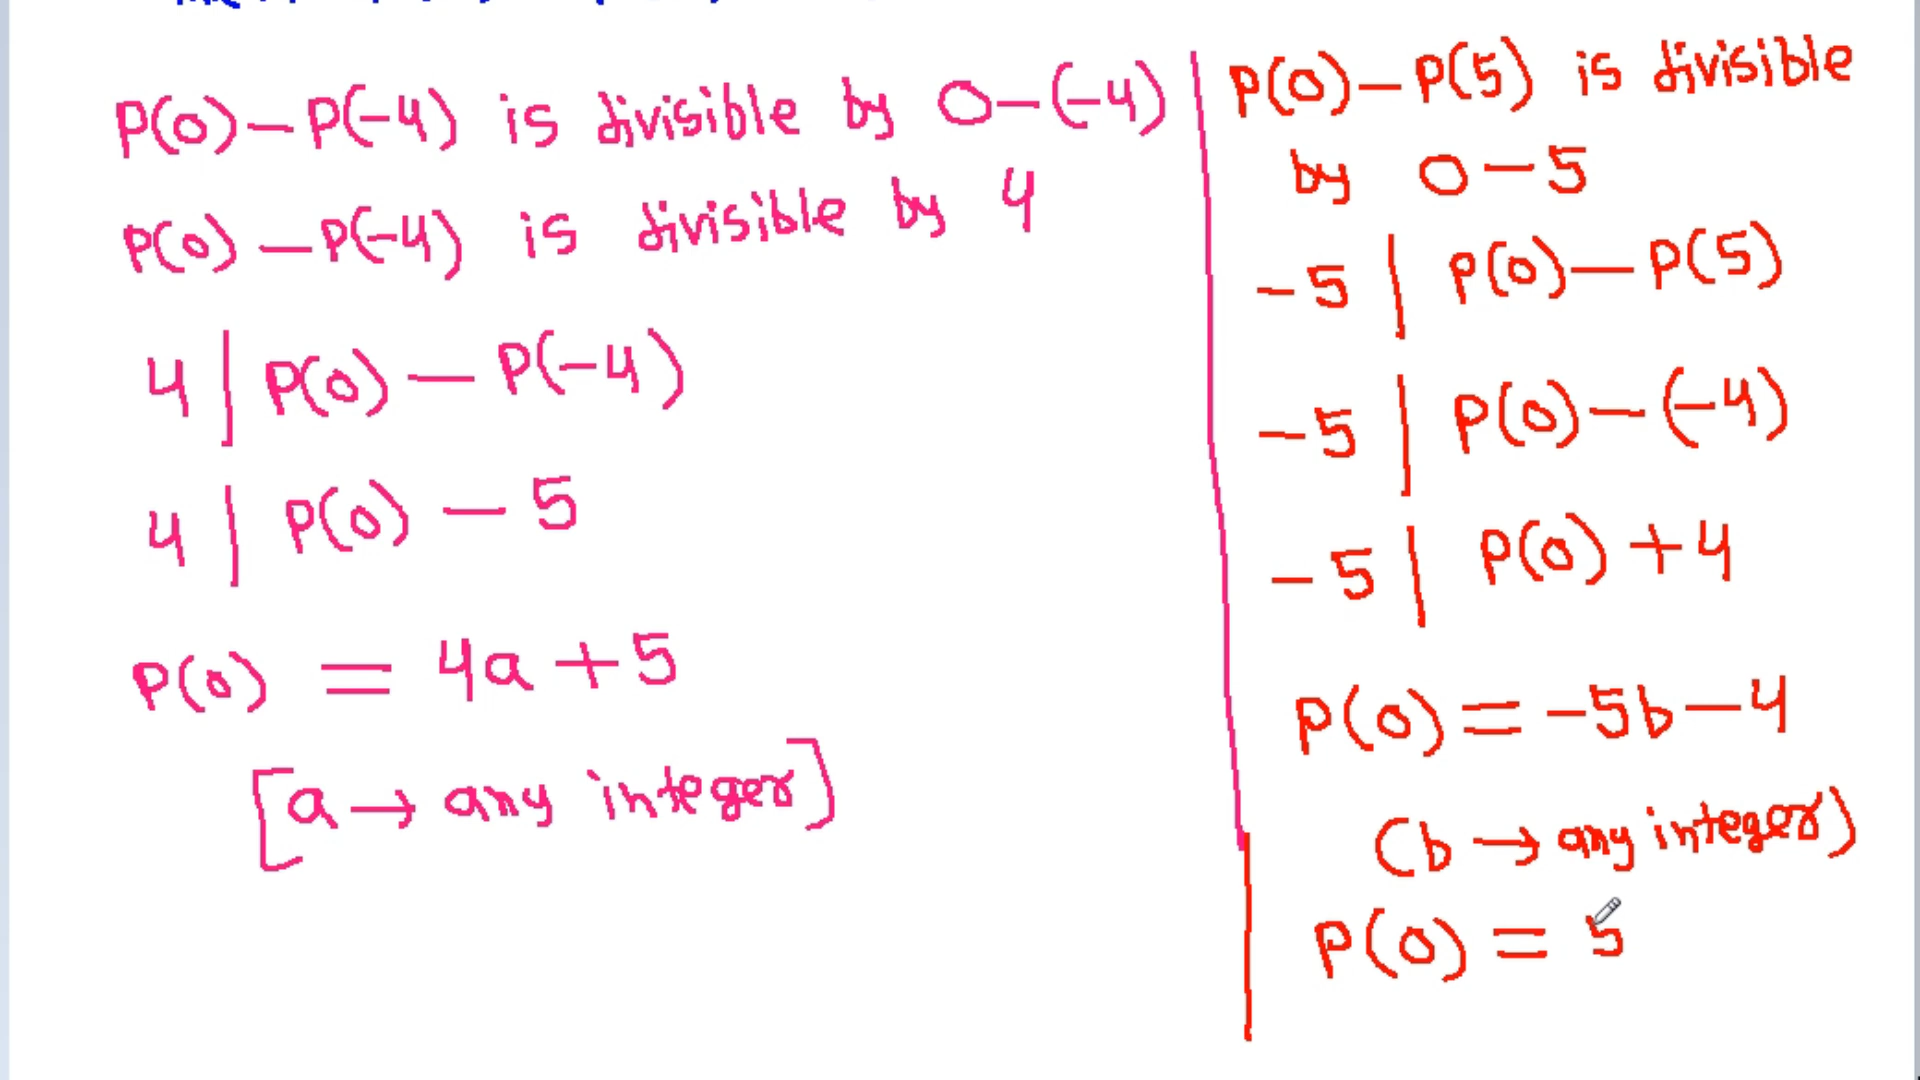 P(0) - P(-4) is divisible by 0 - (-4)
P(0) - P(-4) is divisible by 4
4 | P(0) - P(-4)
4 | P(0) - 5
P(0) = 4a + 5
[a → any integer]
P(0) - P(5) is divisible
by 0 - 5
-5 | P(0) - P(5)
-5 | P(0) - (-4)
-5 | P(0) + 4
P(0) = -5b - 4
(b → any integer)
P(0) = 5